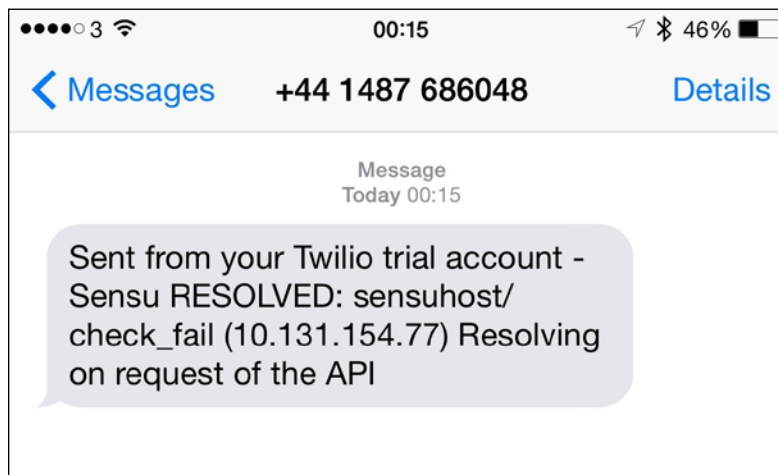 3 00:15 46%
Messages +44 1487 686048 Details
Message
Today 00:15
Sent from your Twilio trial account -
Sensu RESOLVED: sensuhost/
check_fail (10.131.154.77) Resolving
on request of the API